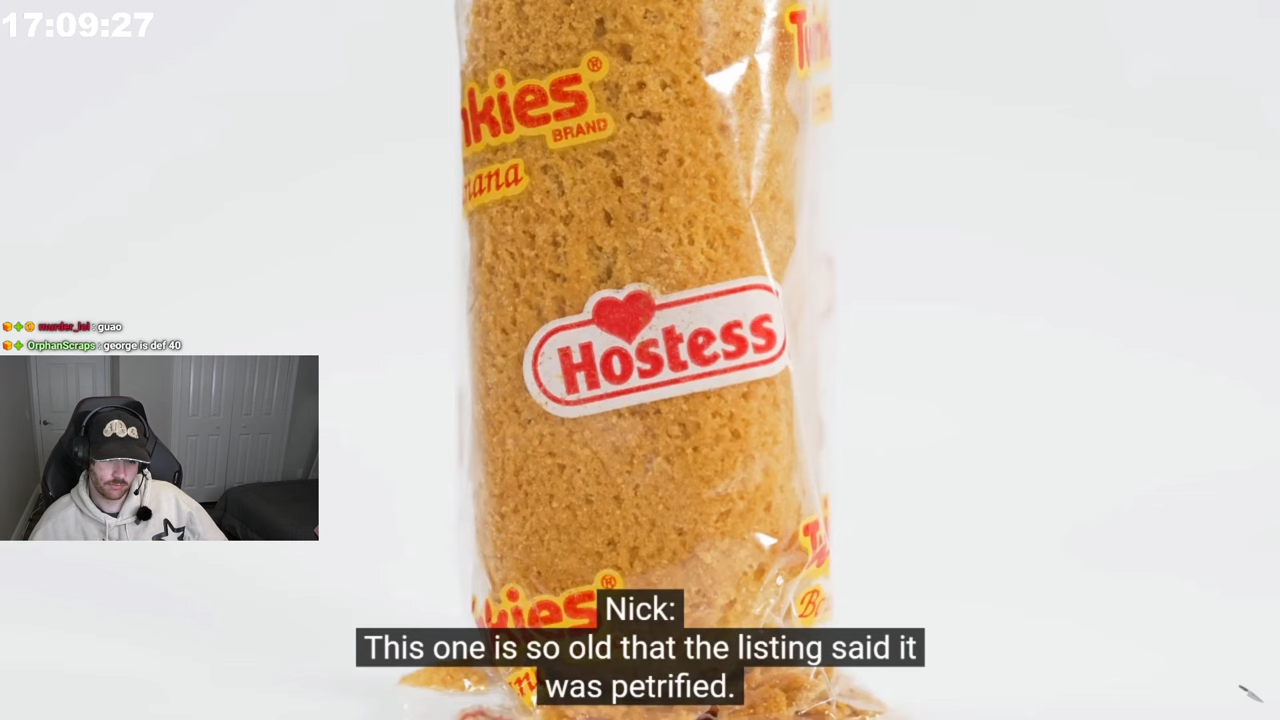 17:09:27
nkies®
BRAND
nana
Hostess
murder_lol : guao
OrphanScraps : george is def 40
kies®
Nick:
This one is so old that the listing said it
was petrified.